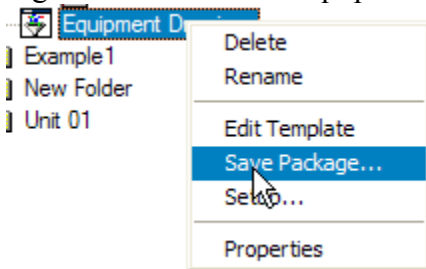 Equipment
Example1
New Folder
Unit 01
Delete
Rename
Edit Template
Save Package...
Setup...
Properties